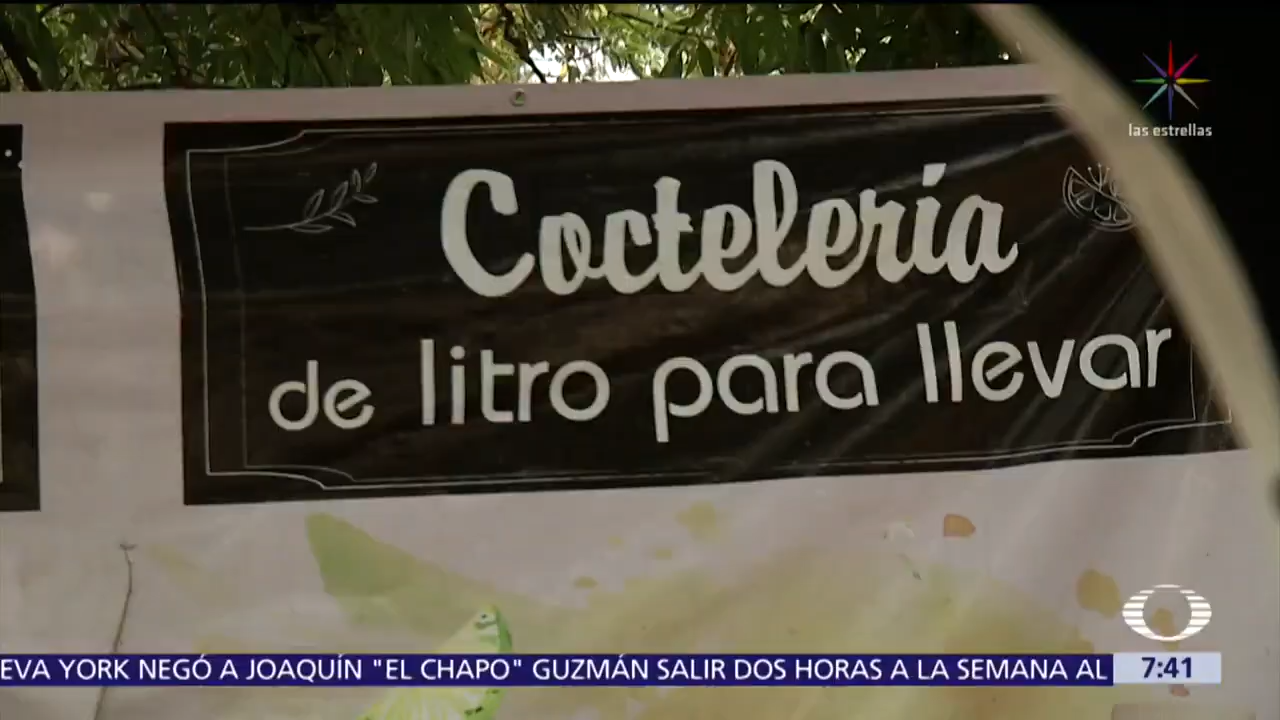 las estrellas
Coctelería
de litro para llevar
EVA YORK NEGÓ A JOAQUÍN "EL CHAPO" GUZMÁN SALIR DOS HORAS A LA SEMANA AL
7:41